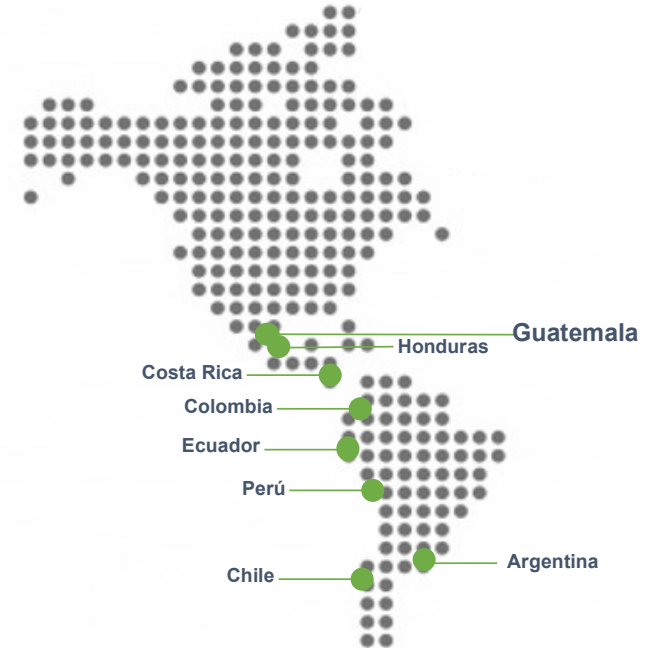 Guatemala
Honduras
Costa Rica
Colombia
Ecuador
Perú
Argentina
Chile